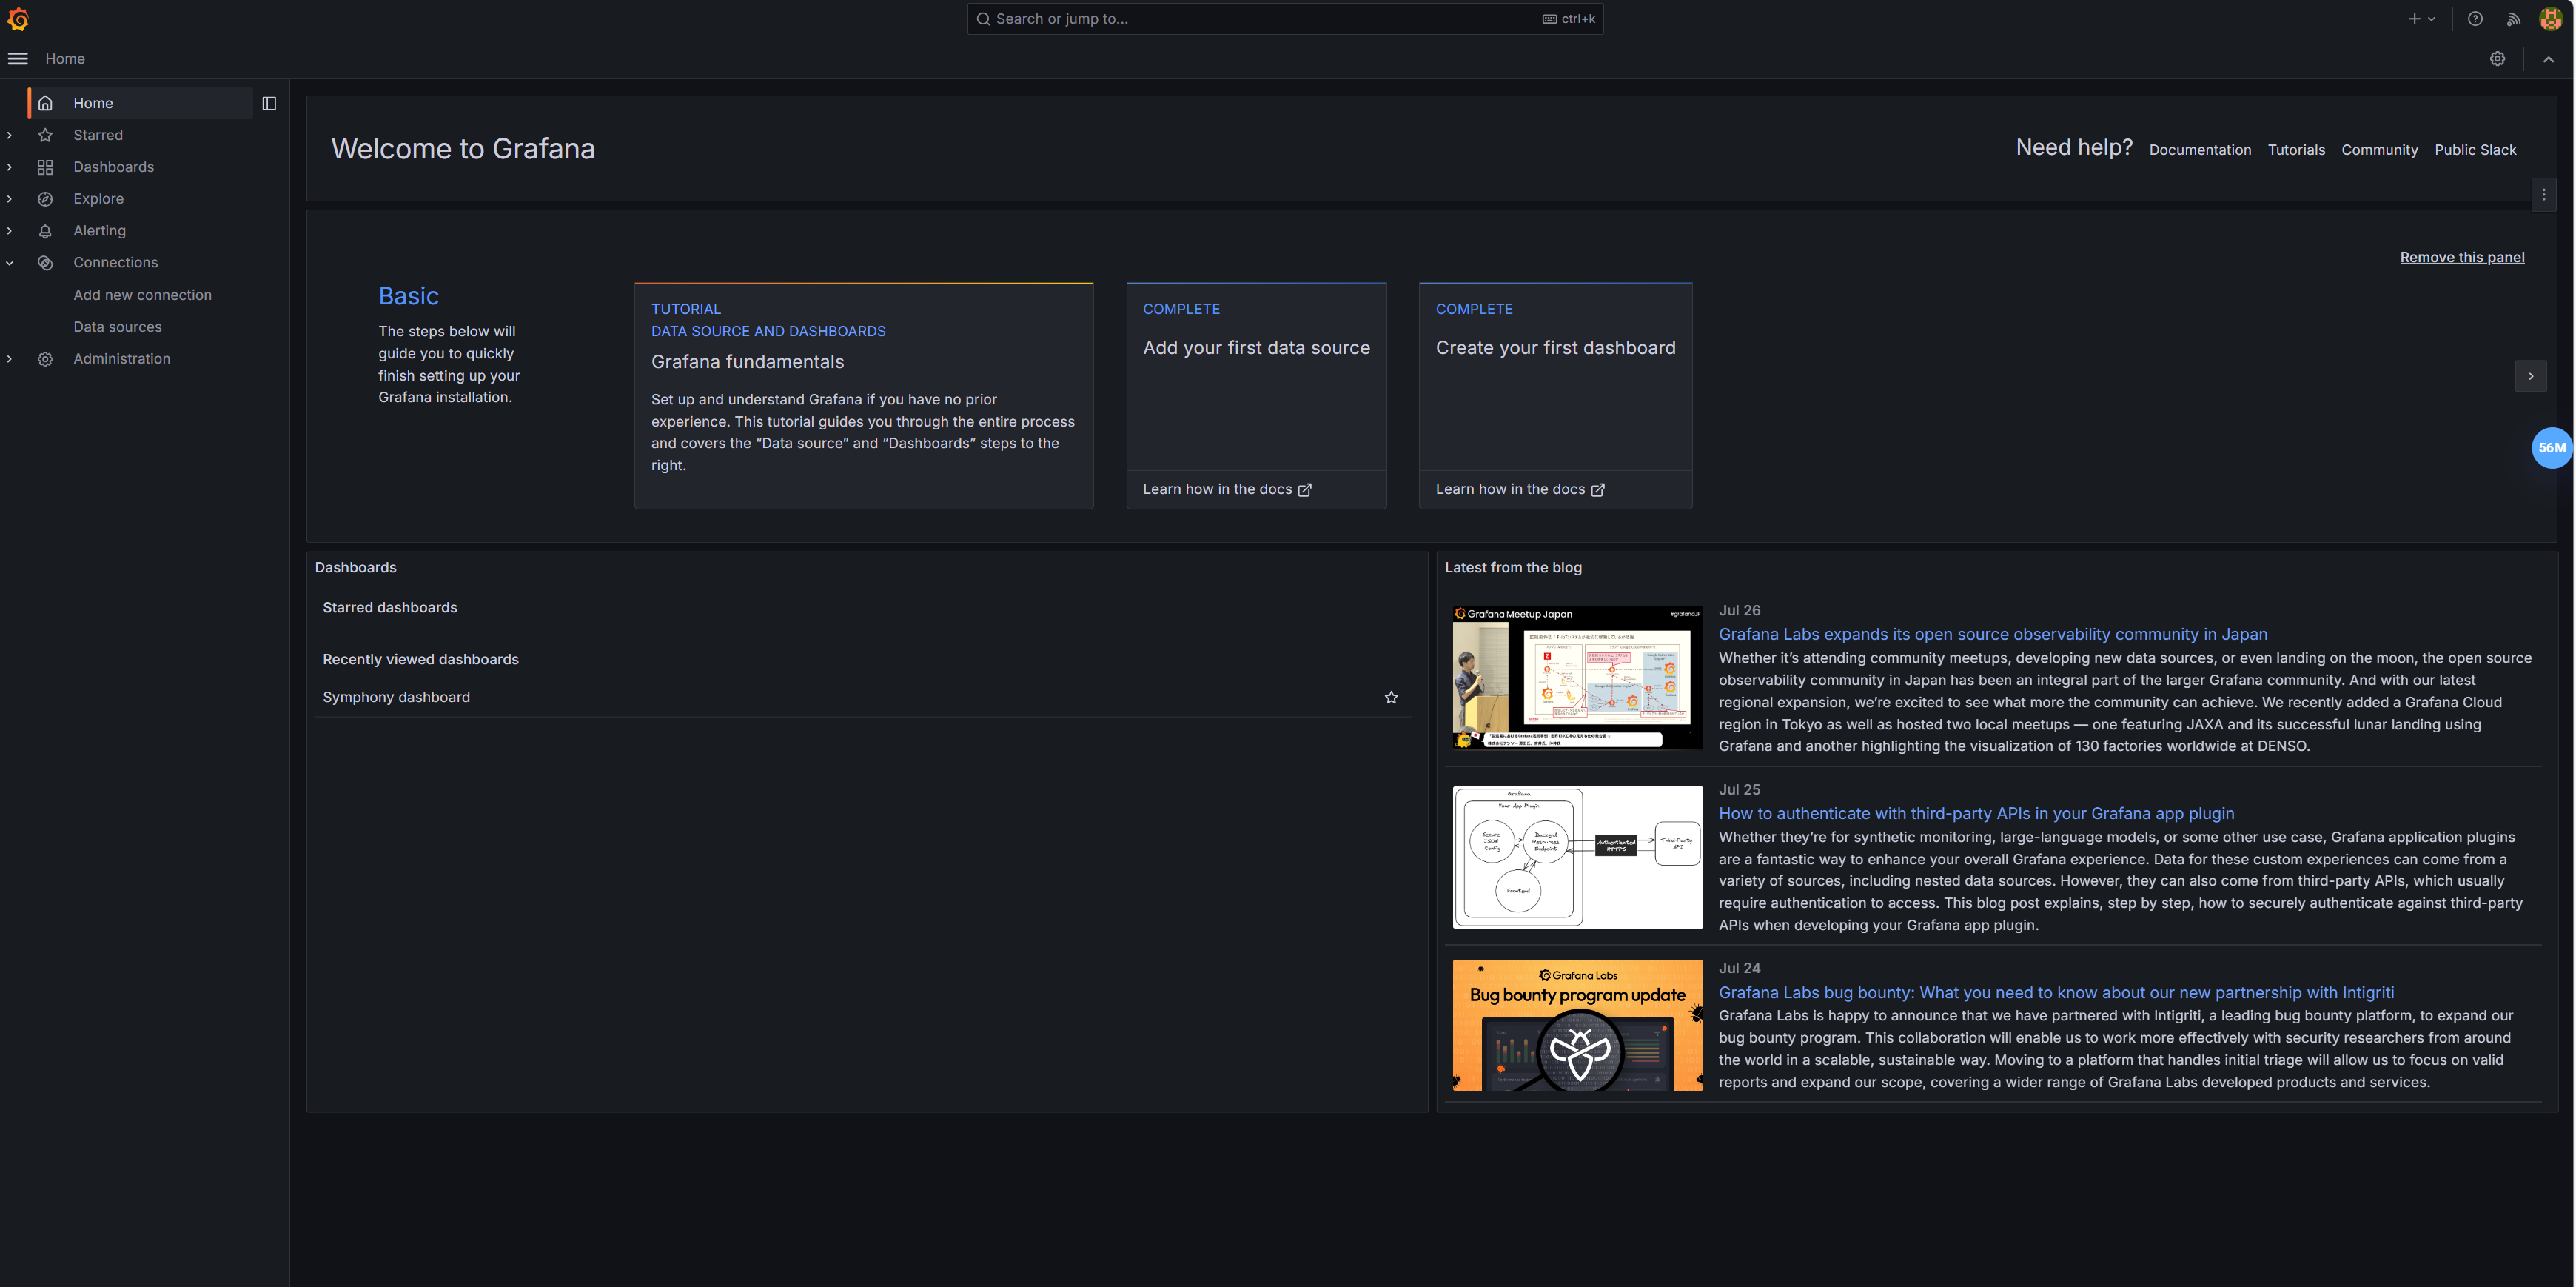 Search or jump to...
ctrl+k
Home
Home
Starred
Dashboards
Explore
Alerting
Connections
Add new connection
Data sources
Administration
Welcome to Grafana
Need help?
Documentation
Tutorials
Community
Public Slack
Remove this panel
Basic
The steps below will
guide you to quickly
finish setting up your
Grafana installation.
TUTORIAL
DATA SOURCE AND DASHBOARDS
Grafana fundamentals
Set up and understand Grafana if you have no prior
experience. This tutorial guides you through the entire process
and covers the “Data source” and “Dashboards” steps to the
right.
COMPLETE
Add your first data source
Learn how in the docs
COMPLETE
Create your first dashboard
Learn how in the docs
56M
Dashboards
Starred dashboards
Recently viewed dashboards
Symphony dashboard
Latest from the blog
Grafana Meetup Japan
#grafanaJP
Jul 26
Grafana Labs expands its open source observability community in Japan
Whether it’s attending community meetups, developing new data sources, or even landing on the moon, the open source
observability community in Japan has been an integral part of the larger Grafana community. And with our latest
regional expansion, we’re excited to see what more the community can achieve. We recently added a Grafana Cloud
region in Tokyo as well as hosted two local meetups — one featuring JAXA and its successful lunar landing using
Grafana and another highlighting the visualization of 130 factories worldwide at DENSO.
Grafana
Your App Plugin
Secure
JSON
Config
Backend
Resources
Endpoint
Frontend
Authenticated
HTTPS
Third-Party
API
Jul 25
How to authenticate with third-party APIs in your Grafana app plugin
Whether they’re for synthetic monitoring, large-language models, or some other use case, Grafana application plugins
are a fantastic way to enhance your overall Grafana experience. Data for these custom experiences can come from a
variety of sources, including nested data sources. However, they can also come from third-party APIs, which usually
require authentication to access. This blog post explains, step by step, how to securely authenticate against third-party
APIs when developing your Grafana app plugin.
Grafana Labs
Bug bounty program update
Jul 24
Grafana Labs bug bounty: What you need to know about our new partnership with Intigriti
Grafana Labs is happy to announce that we have partnered with Intigriti, a leading bug bounty platform, to expand our
bug bounty program. This collaboration will enable us to work more effectively with security researchers from around
the world in a scalable, sustainable way. Moving to a platform that handles initial triage will allow us to focus on valid
reports and expand our scope, covering a wider range of Grafana Labs developed products and services.